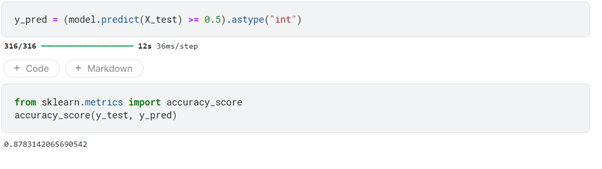 y_pred = (model.predict(X_test) >= 0.5).astype("int")
316/316 ━━━━━━━━━━━━━━━━━━━━ 12s 36ms/step
+ Code + Markdown
from sklearn.metrics import accuracy_score
accuracy_score(y_test, y_pred)
0.8783142065690542